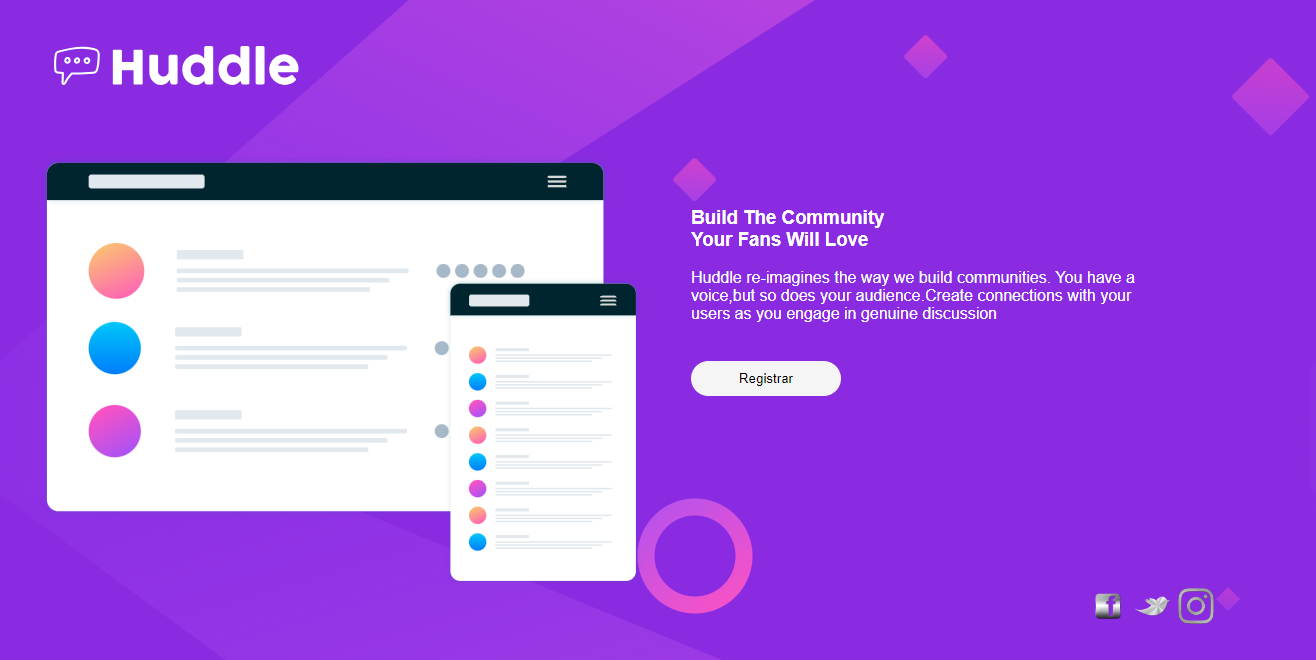 Huddle
Build The Community
Your Fans Will Love
Huddle re-imagines the way we build communities. You have a
voice,but so does your audience.Create connections with your
users as you engage in genuine discussion
Registrar
f